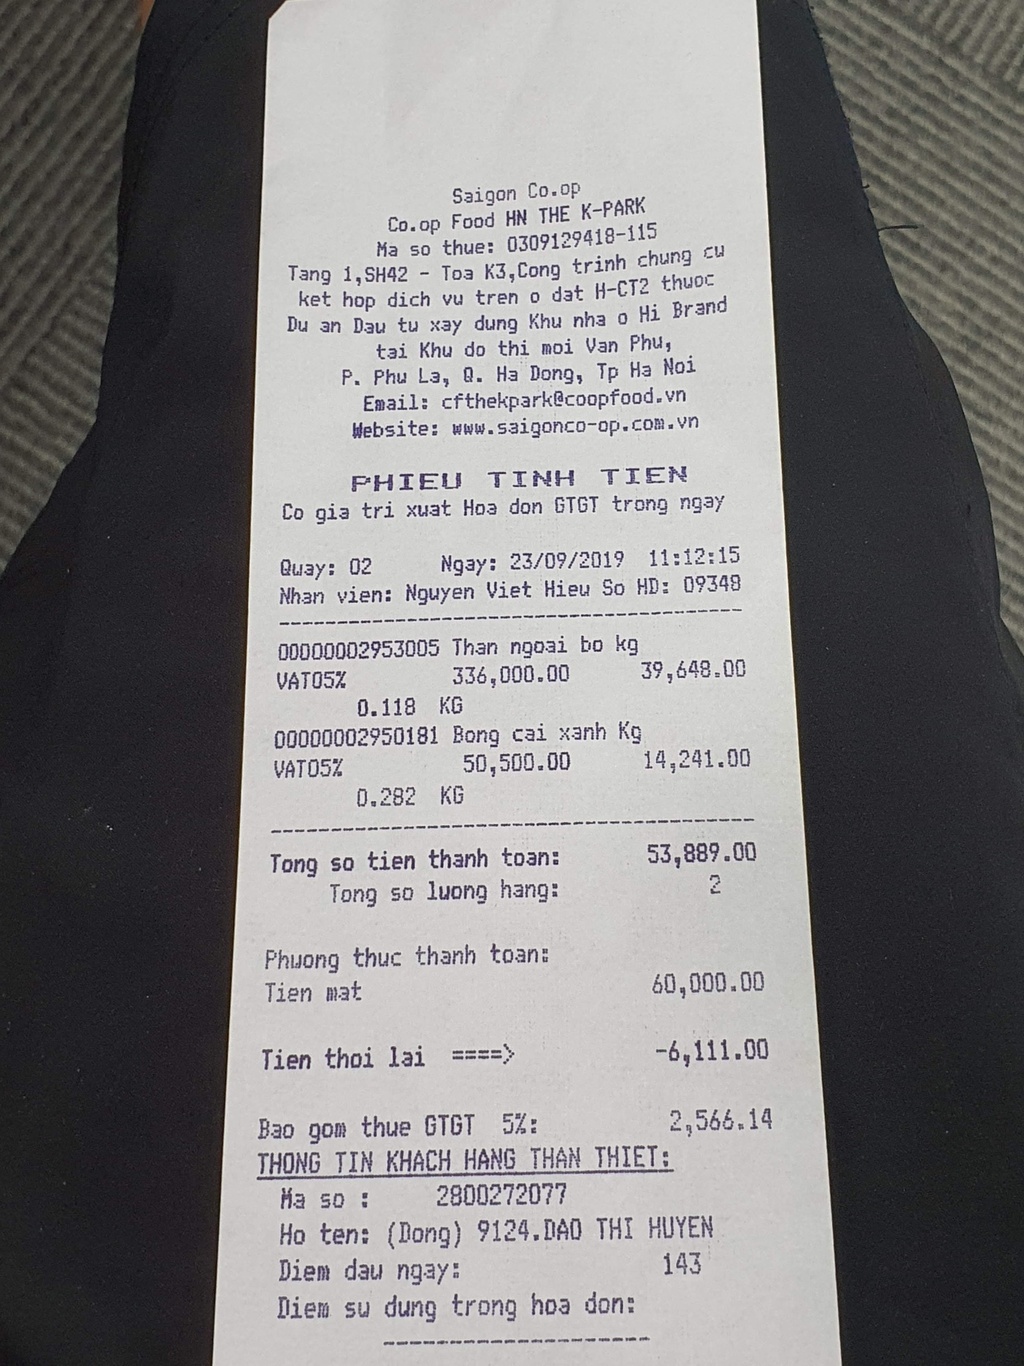 Saigon Co.op
Co.op Food HN THE K-PARK
Ma so thue: 0309129418-115
Tang 1,SH42 - Toa K3,Cong trinh chung cu
ket hop dich vu tren o dat H-CT2 thuoc
Du an Dau tu xay dung Khu nha o Hi Brand
tai Khu do thi moi Van Phu,
P. Phu La, Q. Ha Dong, Tp Ha Noi
Email: cfthekpark@coopfood.vn
Website: www.saigonco-op.com.vn
PHIEU TINH TIEN
Co gia tri xuat Hoa don GTGT trong ngay
Quay: 02 Ngay: 23/09/2019 11:12:15
Nhan vien: Nguyen Viet Hieu So HD: 09348
----------------------------------------
00000002953005 Than ngoai bo kg
VAT05% 336,000.00 39,648.00
0.118 KG
00000002950181 Bong cai xanh Kg
VAT05% 50,500.00 14,241.00
0.282 KG
----------------------------------------
Tong so tien thanh toan: 53,889.00
Tong so luong hang: 2
Phuong thuc thanh toan:
Tien mat 60,000.00
Tien thoi lai ====> -6,111.00
Bao gom thue GTGT 5%: 2,566.14
THONG TIN KHACH HANG THAN THIET:
Ma so : 2800272077
Ho ten: (Dong) 9124.DAO THI HUYEN
Diem dau ngay: 143
Diem su dung trong hoa don:
---------------------